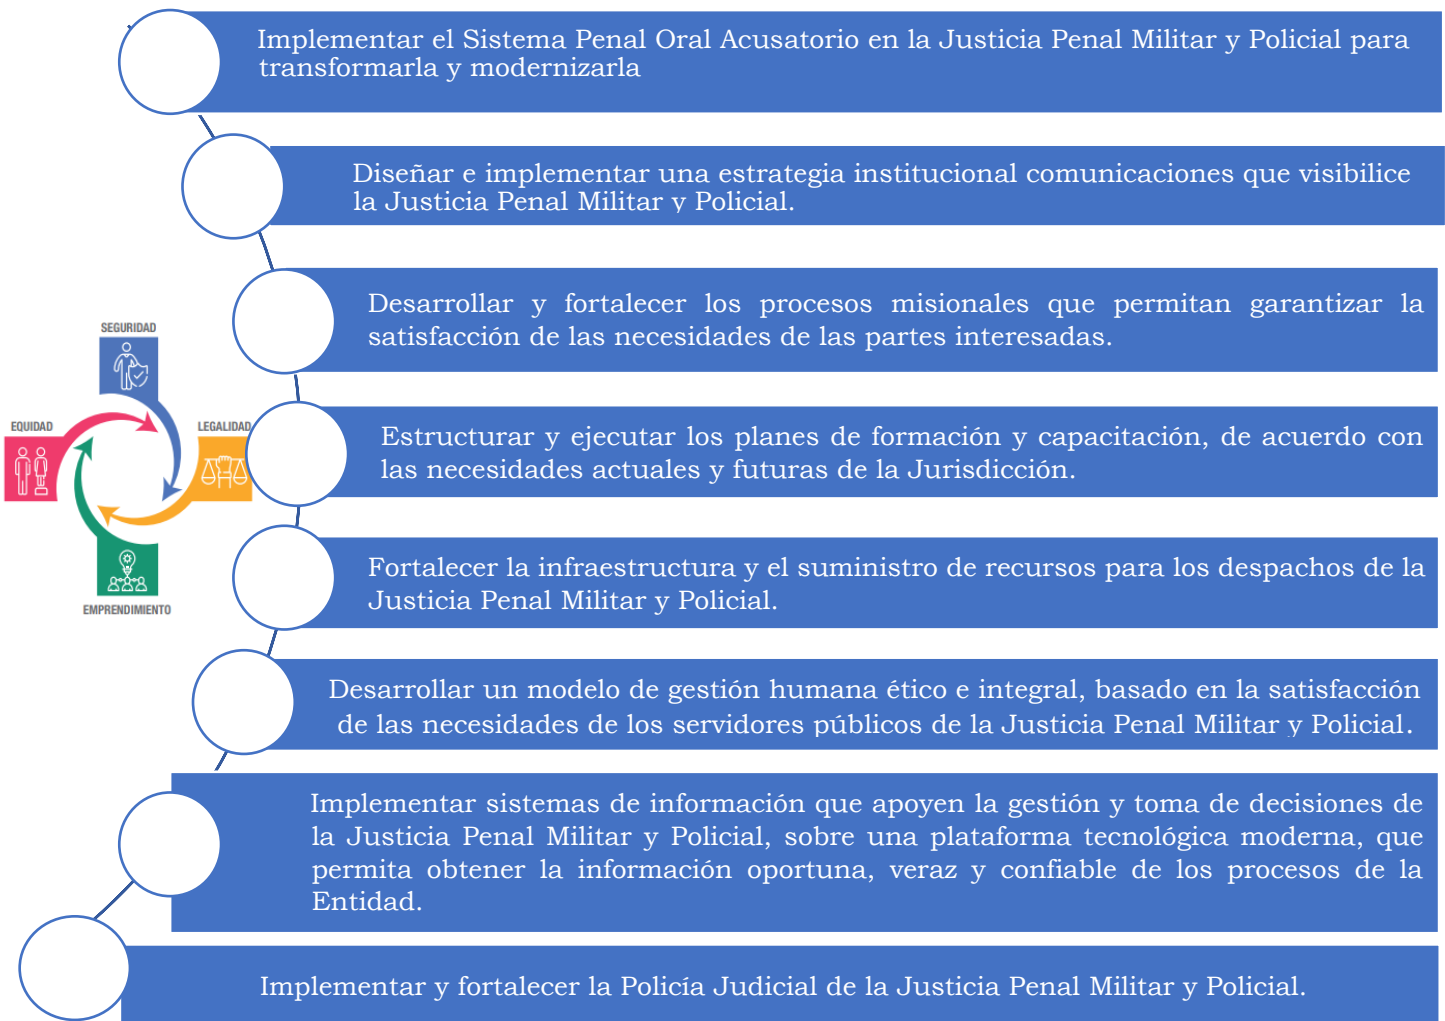 Implementar el Sistema Penal Oral Acusatorio en la Justicia Penal Militar y Policial para
transformarla y modernizarla
Diseñar e implementar una estrategia institucional comunicaciones que visibilice
la Justicia Penal Militar y Policial.
Desarrollar y fortalecer los procesos misionales que permitan garantizar la
satisfacción de las necesidades de las partes interesadas.
SEGURIDAD
EQUIDAD
LEGALIDAD
EMPRENDIMIENTO
Estructurar y ejecutar los planes de formación y capacitación, de acuerdo con
las necesidades actuales y futuras de la Jurisdicción.
Fortalecer la infraestructura y el suministro de recursos para los despachos de la
Justicia Penal Militar y Policial.
Desarrollar un modelo de gestión humana ético e integral, basado en la satisfacción
de las necesidades de los servidores públicos de la Justicia Penal Militar y Policial.
Implementar sistemas de información que apoyen la gestión y toma de decisiones de
la Justicia Penal Militar y Policial, sobre una plataforma tecnológica moderna, que
permita obtener la información oportuna, veraz y confiable de los procesos de la
Entidad.
Implementar y fortalecer la Policía Judicial de la Justicia Penal Militar y Policial.